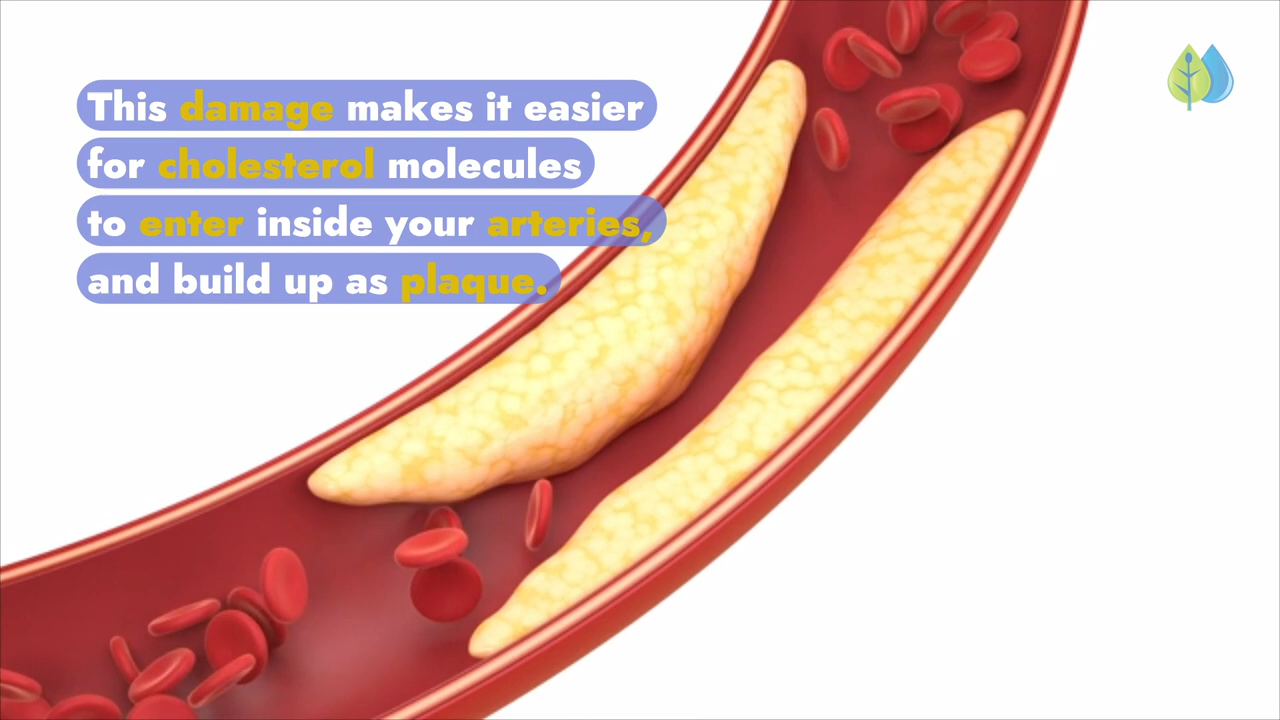 This damage makes it easier
for cholesterol molecules
to enter inside your arteries,
and build up as plaque.